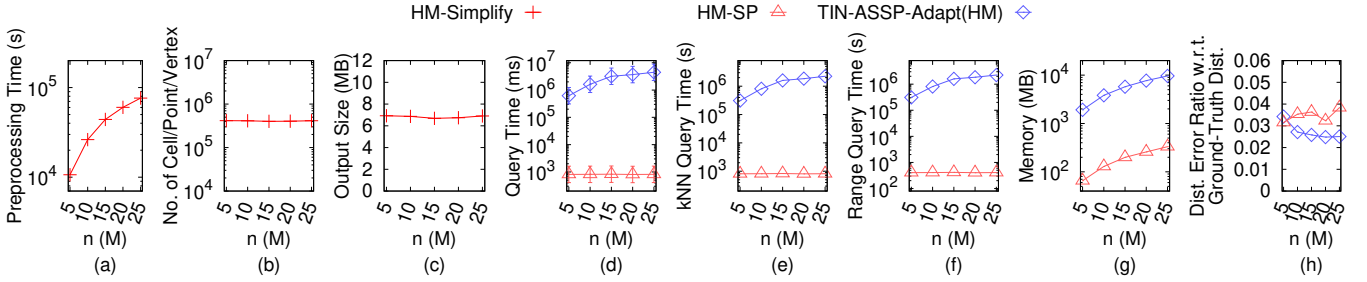 HM-Simplify HM-SP TIN-ASSP-Adapt(HM)
Preprocessing Time (s)
10^5
10^4
5 10 15 20 25
n (M)
(a)
No. of Cell/Point/Vertex
10^7
10^6
10^5
10^4
5 10 15 20 25
n (M)
(b)
Output Size (MB)
12
10
8
6
4
2
0
5 10 15 20 25
n (M)
(c)
Query Time (ms)
10^7
10^6
10^5
10^4
10^3
5 10 15 20 25
n (M)
(d)
kNN Query Time (s)
10^6
10^5
10^4
10^3
5 10 15 20 25
n (M)
(e)
Range Query Time (s)
10^6
10^5
10^4
10^3
10^2
5 10 15 20 25
n (M)
(f)
Memory (MB)
10^4
10^3
10^2
5 10 15 20 25
n (M)
(g)
Dist. Error Ratio w.r.t.
Ground-Truth Dist.
0.06
0.05
0.04
0.03
0.02
0.01
0
5 10 15 20 25
n (M)
(h)